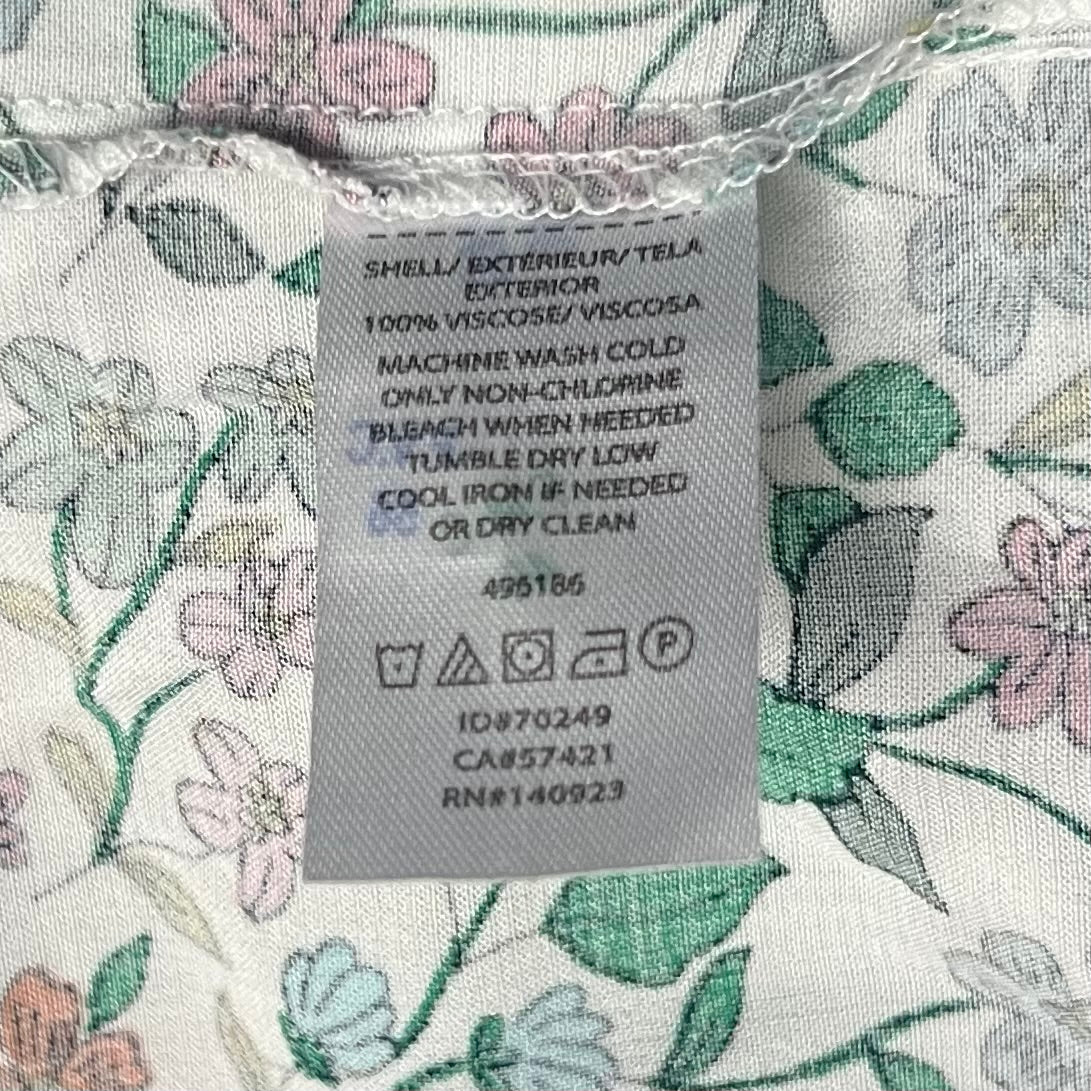 SHELL/ EXTÉRIEUR/ TELA
EXTERIOR
100% VISCOSE/ VISCOSA
MACHINE WASH COLD
ONLY NON-CHLORINE
BLEACH WHEN NEEDED
TUMBLE DRY LOW
COOL IRON IF NEEDED
OR DRY CLEAN
496186
P
ID#70249
CA#57421
RN#140923